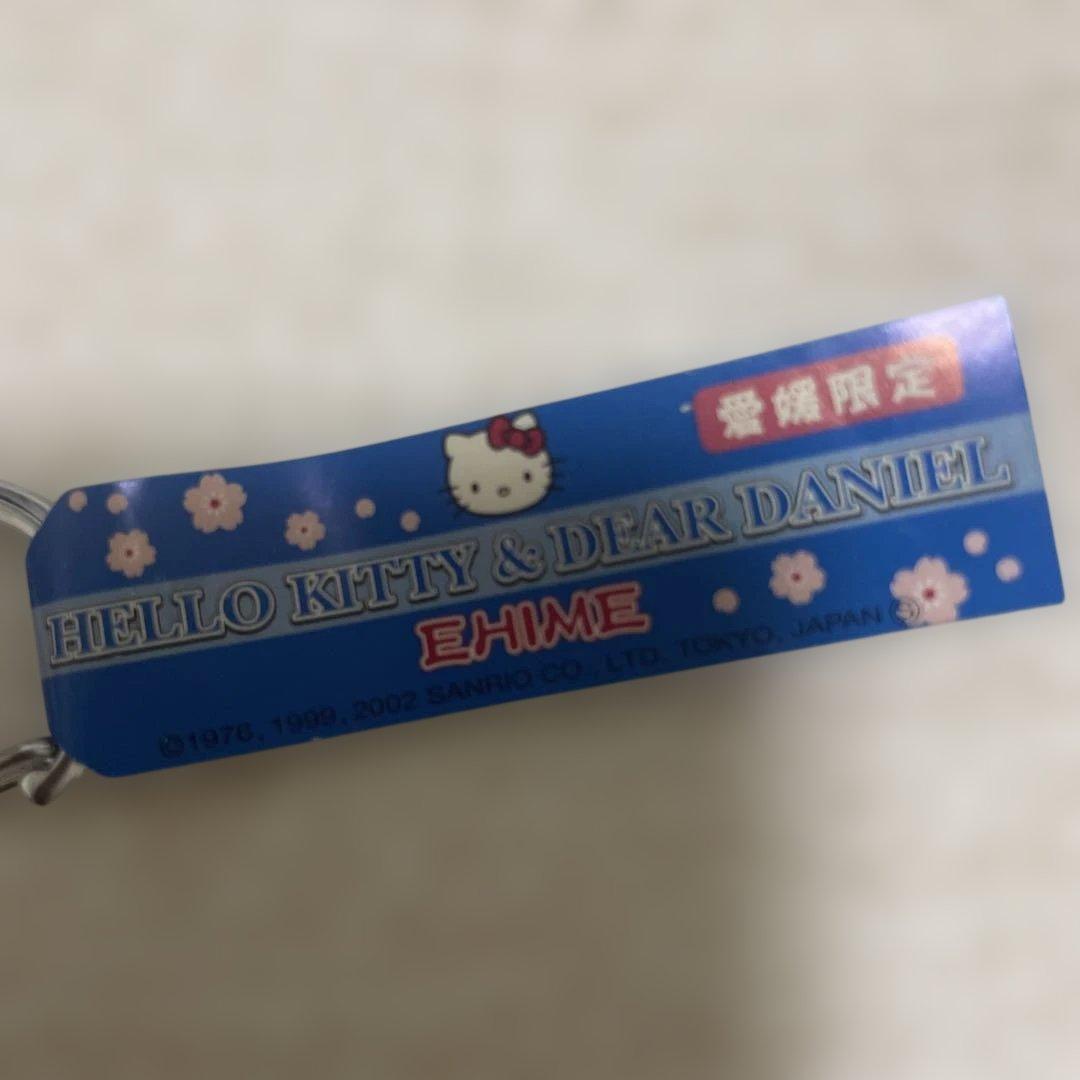 愛媛限定
HELLO KITTY & DEAR DANIEL
EHIME
©1976, 1999, 2002 SANRIO CO., LTD. TOKYO, JAPAN Ⓢ